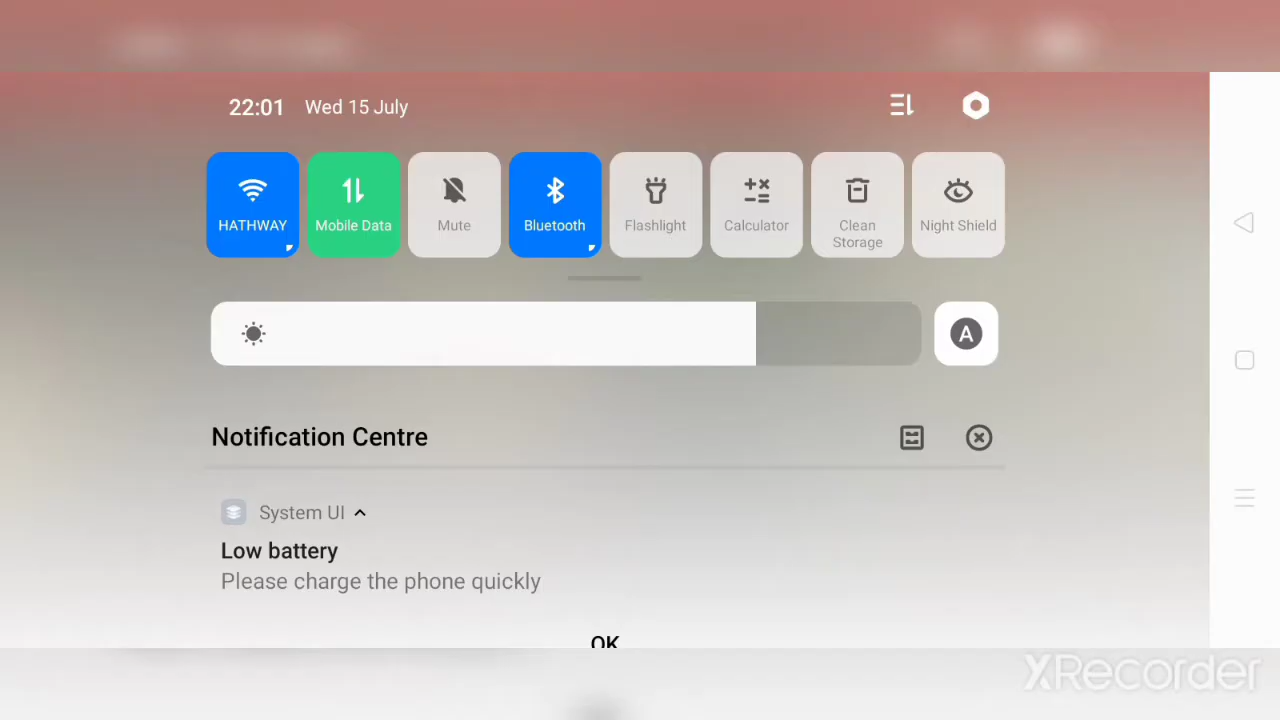 22:01 Wed 15 July
HATHWAY
Mobile Data
Mute
Bluetooth
Flashlight
Calculator
Clean
Storage
Night Shield
A
Notification Centre
System UI
Low battery
Please charge the phone quickly
OK
XRecorder